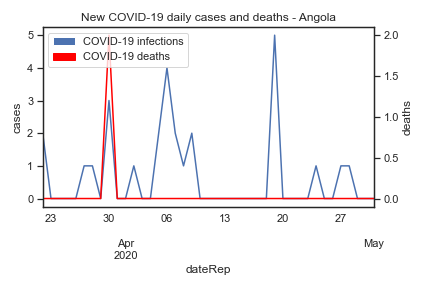 New COVID-19 daily cases and deaths - Angola
COVID-19 infections
COVID-19 deaths
cases
5
4
3
2
1
0
deaths
2.0
1.5
1.0
0.5
0.0
23 30 06 13 20 27
Apr May
2020
dateRep